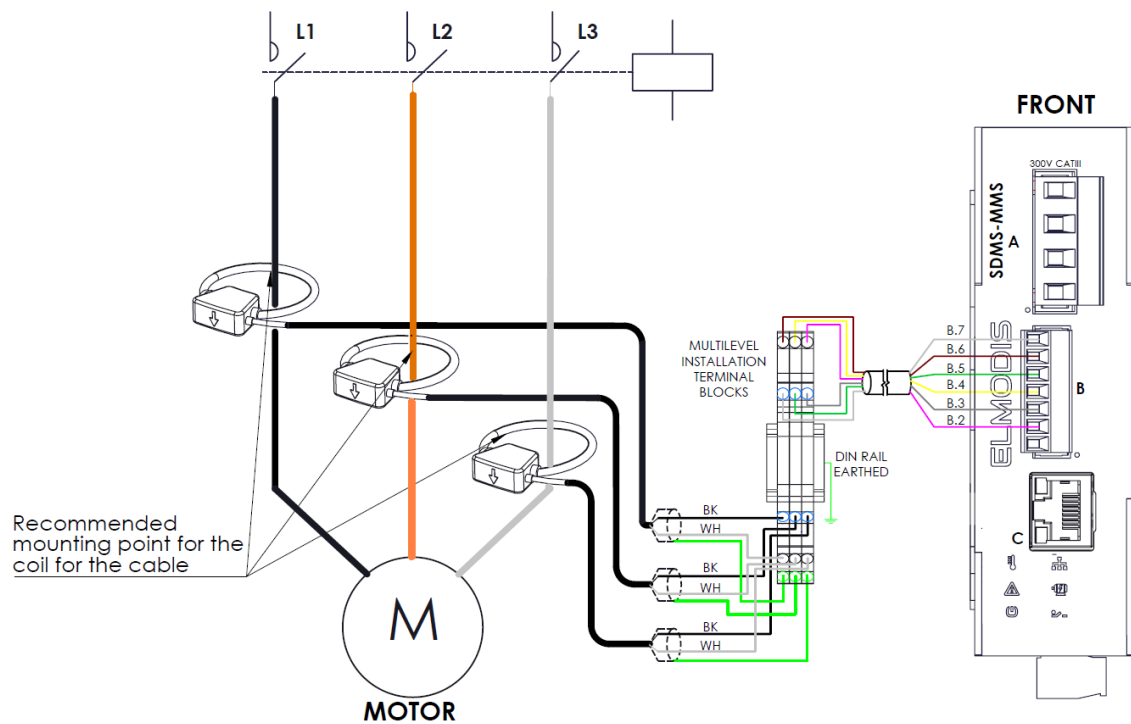 L1
L2
L3
FRONT
300V CATIII
SDMS-MMS
A
MULTILEVEL
INSTALLATION
TERMINAL
BLOCKS
B.7
B.6
B.5
B.4
B.3
B.2
ELMODIS
B
DIN RAIL
EARTHED
Recommended
mounting point for the
coil for the cable
BK
WH
BK
WH
BK
WH
C
M
MOTOR